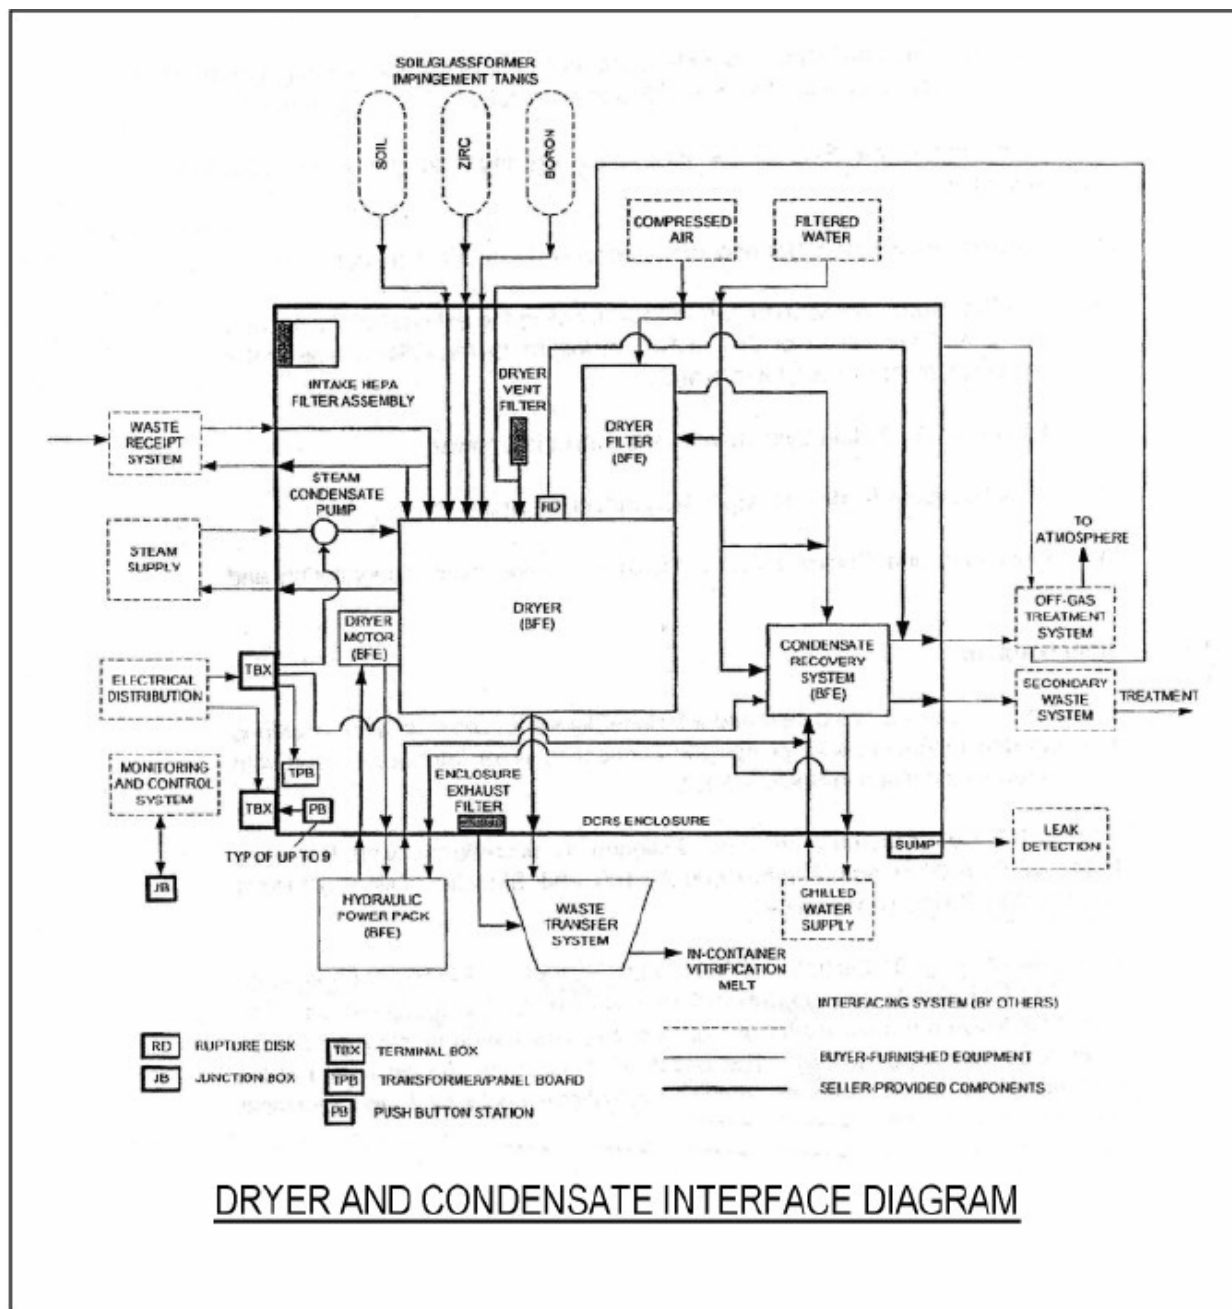 SOIL/GLASSFORMER
IMPINGEMENT TANKS
SOIL
ZIRC
BORON
COMPRESSED
AIR
FILTERED
WATER
INTAKE HEPA
FILTER ASSEMBLY
DRYER
VENT
FILTER
DRYER
FILTER
(BFE)
WASTE
RECEIPT
SYSTEM
STEAM
CONDENSATE
PUMP
RD
TO
ATMOSPHERE
STEAM
SUPPLY
DRYER
(BFE)
OFF-GAS
TREATMENT
SYSTEM
DRYER
MOTOR
(BFE)
CONDENSATE
RECOVERY
SYSTEM
(BFE)
TBX
ELECTRICAL
DISTRIBUTION
SECONDARY
WASTE
SYSTEM
TREATMENT
MONITORING
AND CONTROL
SYSTEM
TPB
ENCLOSURE
EXHAUST
FILTER
TBX
PB
DCRS ENCLOSURE
TYP OF UP TO 9
SUMP
LEAK
DETECTION
JB
HYDRAULIC
POWER PACK
(BFE)
WASTE
TRANSFER
SYSTEM
CHILLED
WATER
SUPPLY
IN-CONTAINER
VITRIFICATION
MELT
INTERFACING SYSTEM (BY OTHERS)
RD RUPTURE DISK
TBX TERMINAL BOX
BUYER-FURNISHED EQUIPMENT
JB JUNCTION BOX
TPB TRANSFORMER/PANEL BOARD
SELLER-PROVIDED COMPONENTS
PB PUSH BUTTON STATION
DRYER AND CONDENSATE INTERFACE DIAGRAM